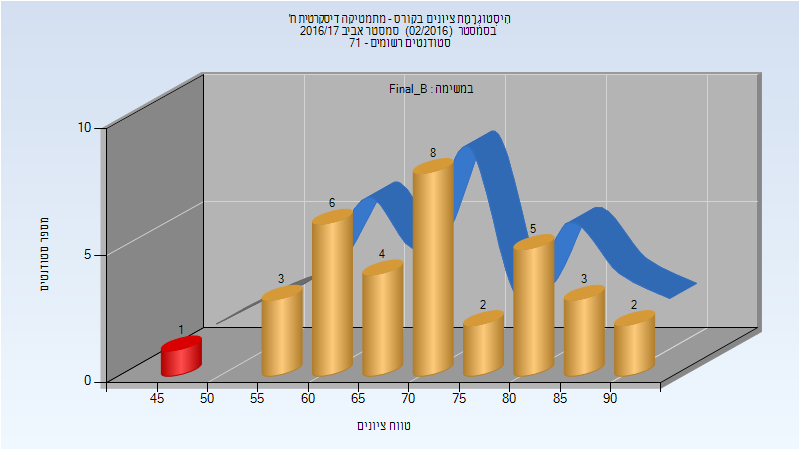 היסטוגרמת ציונים בקורס - מתמטיקה דיסקרטית ח'
בסמסטר (02/2016) סמסטר אביב 2016/17
סטודנטים רשומים - 71
במשימה : Final_B
מספר סטודנטים
10
5
0
1
3
6
4
8
2
5
3
2
45 50 55 60 65 70 75 80 85 90
טווח ציונים